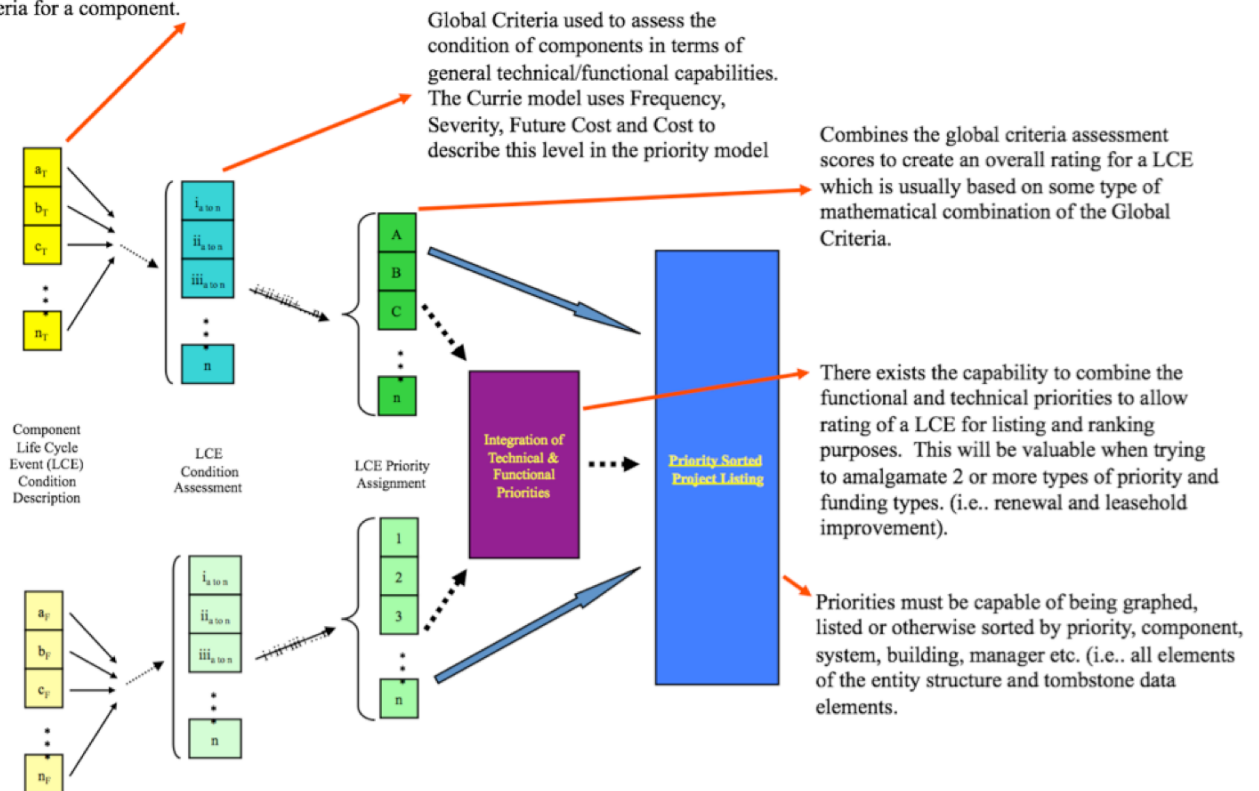 eria for a component.
Global Criteria used to assess the
condition of components in terms of
general technical/functional capabilities.
The Currie model uses Frequency,
Severity, Future Cost and Cost to
describe this level in the priority model
Combines the global criteria assessment
scores to create an overall rating for a LCE
which is usually based on some type of
mathematical combination of the Global
Criteria.
aT
bT
cT
nT
ia to n
iia to n
iiia to n
n
A
B
C
n
Component
Life Cycle
Event (LCE)
Condition
Description
LCE
Condition
Assessment
LCE Priority
Assignment
Integration of
Technical &
Functional
Priorities
Priority Sorted
Project Listing
There exists the capability to combine the
functional and technical priorities to allow
rating of a LCE for listing and ranking
purposes. This will be valuable when trying
to amalgamate 2 or more types of priority and
funding types. (i.e.. renewal and leasehold
improvement).
aF
bF
cF
nF
ia to n
iia to n
iiia to n
n
1
2
3
n
Priorities must be capable of being graphed,
listed or otherwise sorted by priority, component,
system, building, manager etc. (i.e.. all elements
of the entity structure and tombstone data
elements.